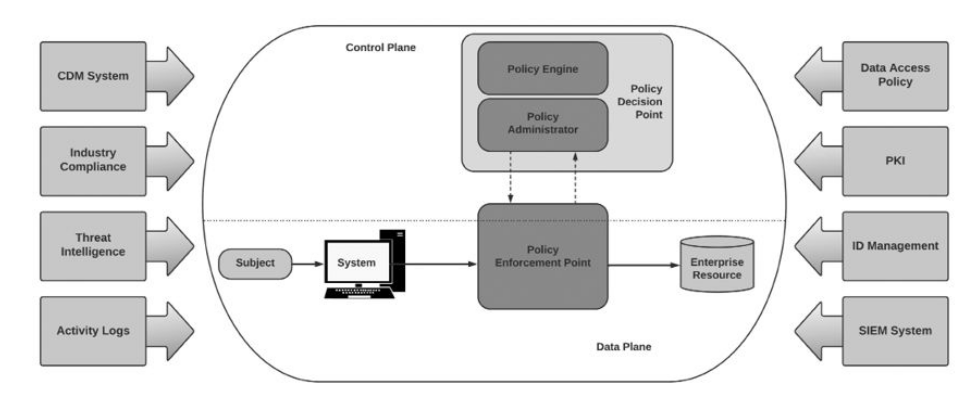 Control Plane
Policy Engine
Policy
Administrator
Policy
Decision
Point
CDM System
Industry
Compliance
Threat
Intelligence
Activity Logs
Subject
System
Policy
Enforcement Point
Enterprise
Resource
Data Plane
Data Access
Policy
PKI
ID Management
SIEM System